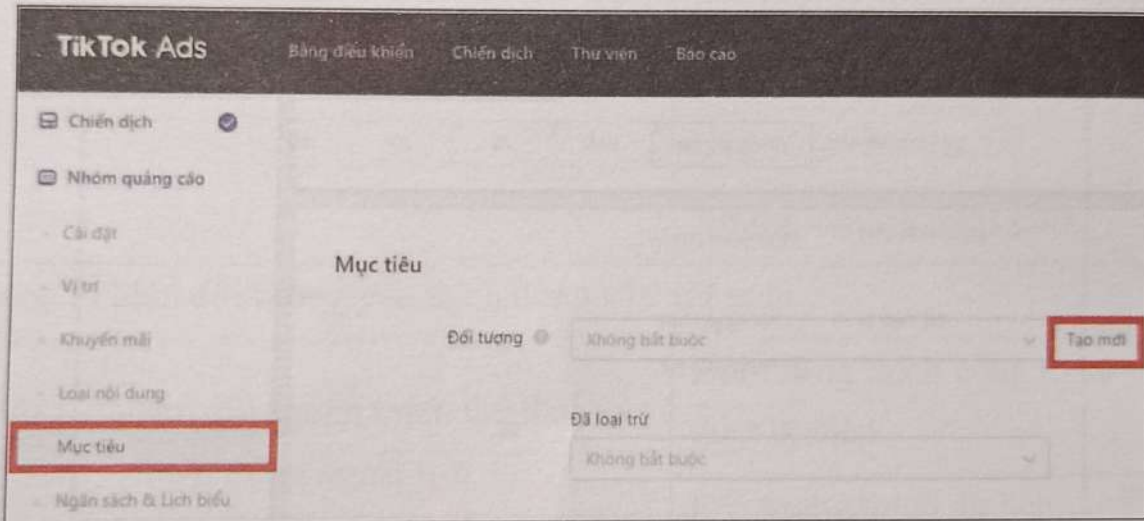 TikTok Ads Bảng điều khiển Chiến dịch Thư viện Báo cáo
Chiến dịch
Nhóm quảng cáo
Cài đặt
Vị trí
Khuyến mãi
Loại nội dung
Mục tiêu
Ngân sách & Lịch biểu
Mục tiêu
Đối tượng Không bắt buộc Tạo mới
Đã loại trừ
Không bắt buộc